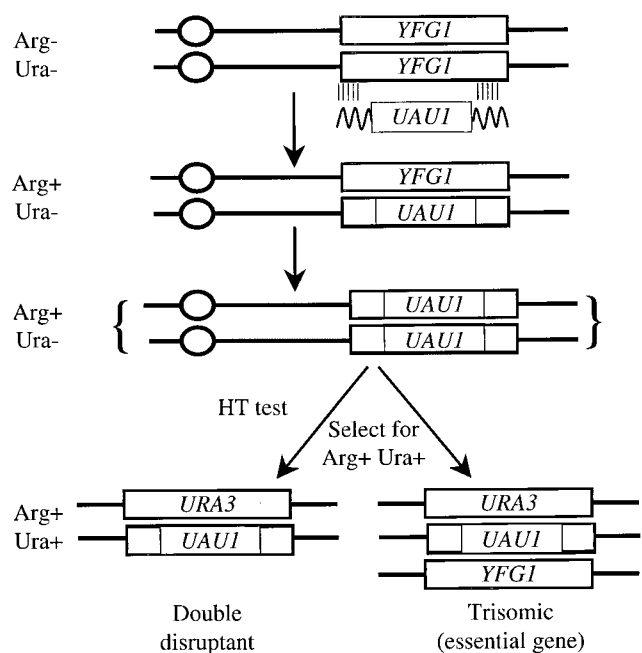 Arg-
Ura-
YFG1
YFG1
UAU1
Arg+
Ura-
YFG1
UAU1
Arg+
Ura-
{
UAU1
UAU1
}
HT test
Select for
Arg+ Ura+
Arg+
Ura+
URA3
UAU1
URA3
UAU1
YFG1
Double
disruptant
Trisomic
(essential gene)